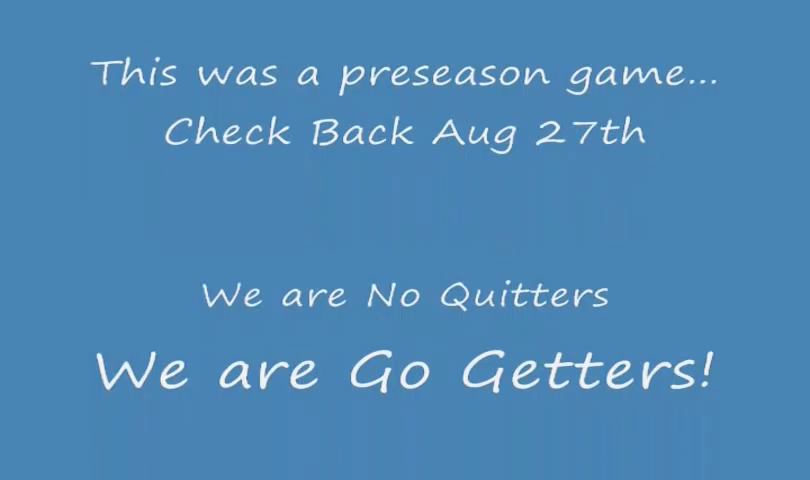 This was a preseason game...
Check Back Aug 27th
We are No Quitters
We are Go Getters!